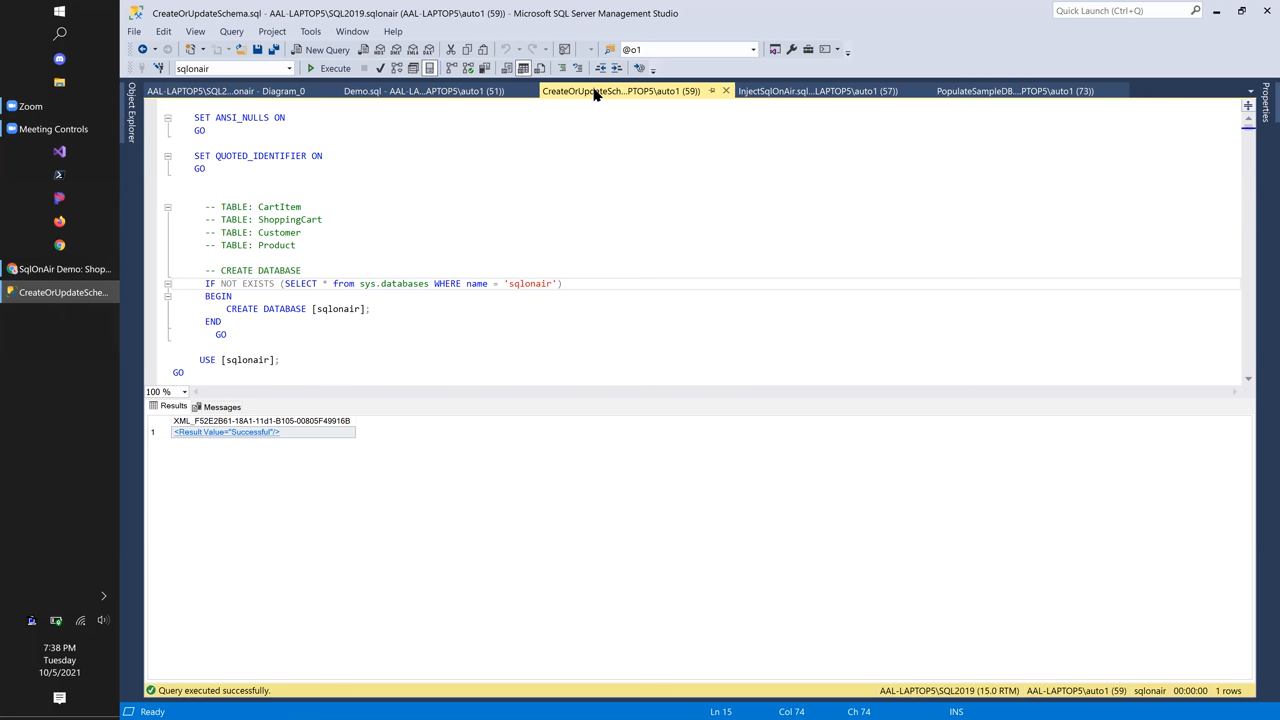 CreateOrUpdateSchema.sql - AAL-LAPTOP5\SQL2019.sqlonair (AAL-LAPTOP5\auto1 (59)) - Microsoft SQL Server Management Studio
Quick Launch (Ctrl+Q)
File Edit View Query Project Tools Window Help
New Query
@o1
sqlonair
Execute
AAL-LAPTOP5\SQL2...onair - Diagram_0
Demo.sql - AAL-LA...APTOP5\auto1 (51))
CreateOrUpdateSch...PTOP5\auto1 (59))
InjectSqlOnAir.sql...LAPTOP5\auto1 (57))
PopulateSampleDB....PTOP5\auto1 (73))
Object Explorer
Properties
Zoom
Meeting Controls
SqlOnAir Demo: Shop...
CreateOrUpdateSche...
SET ANSI_NULLS ON
GO
SET QUOTED_IDENTIFIER ON
GO
-- TABLE: CartItem
-- TABLE: ShoppingCart
-- TABLE: Customer
-- TABLE: Product
-- CREATE DATABASE
IF NOT EXISTS (SELECT * from sys.databases WHERE name = 'sqlonair')
BEGIN
CREATE DATABASE [sqlonair];
END
GO
USE [sqlonair];
GO
100 %
Results Messages
XML_F52E2B61-18A1-11d1-B105-00805F49916B
1 <Result Value="Successful"/>
7:38 PM
Tuesday
10/5/2021
Query executed successfully.
AAL-LAPTOP5\SQL2019 (15.0 RTM) AAL-LAPTOP5\auto1 (59) sqlonair 00:00:00 1 rows
Ready Ln 15 Col 74 Ch 74 INS